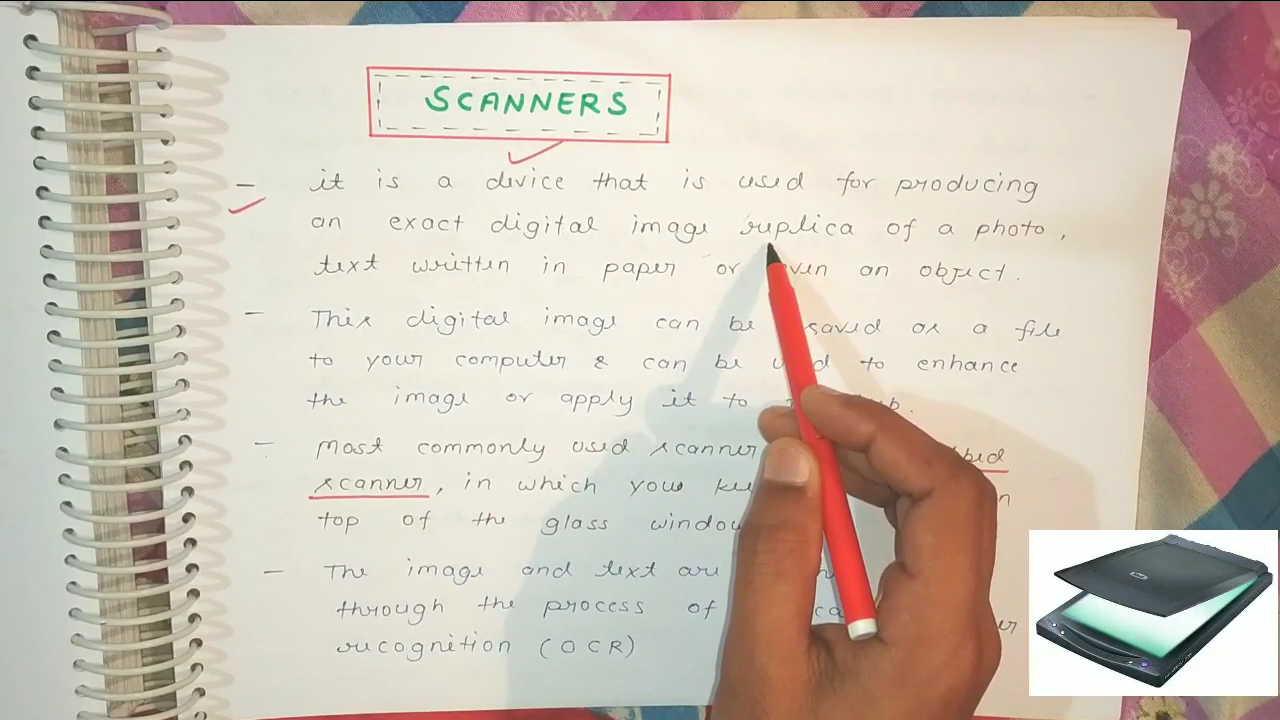 SCANNERS
- it is a device that is used for producing
an exact digital image replica of a photo,
text written in paper or even an object.
- This digital image can be saved as a file
to your computer & can be used to enhance
the image or apply it to
- Most commonly used scanner
scanner, in which you
top of the glass window
- The image and text are
through the process of
recognition (OCR)